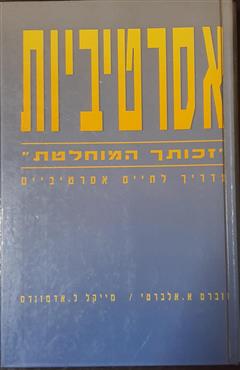 אסרטיביות
"זכותך המוחלטת"
מדריך לחיים אסרטיביים
רוברט א. אלברטי / מייקל ל. אדמונדס